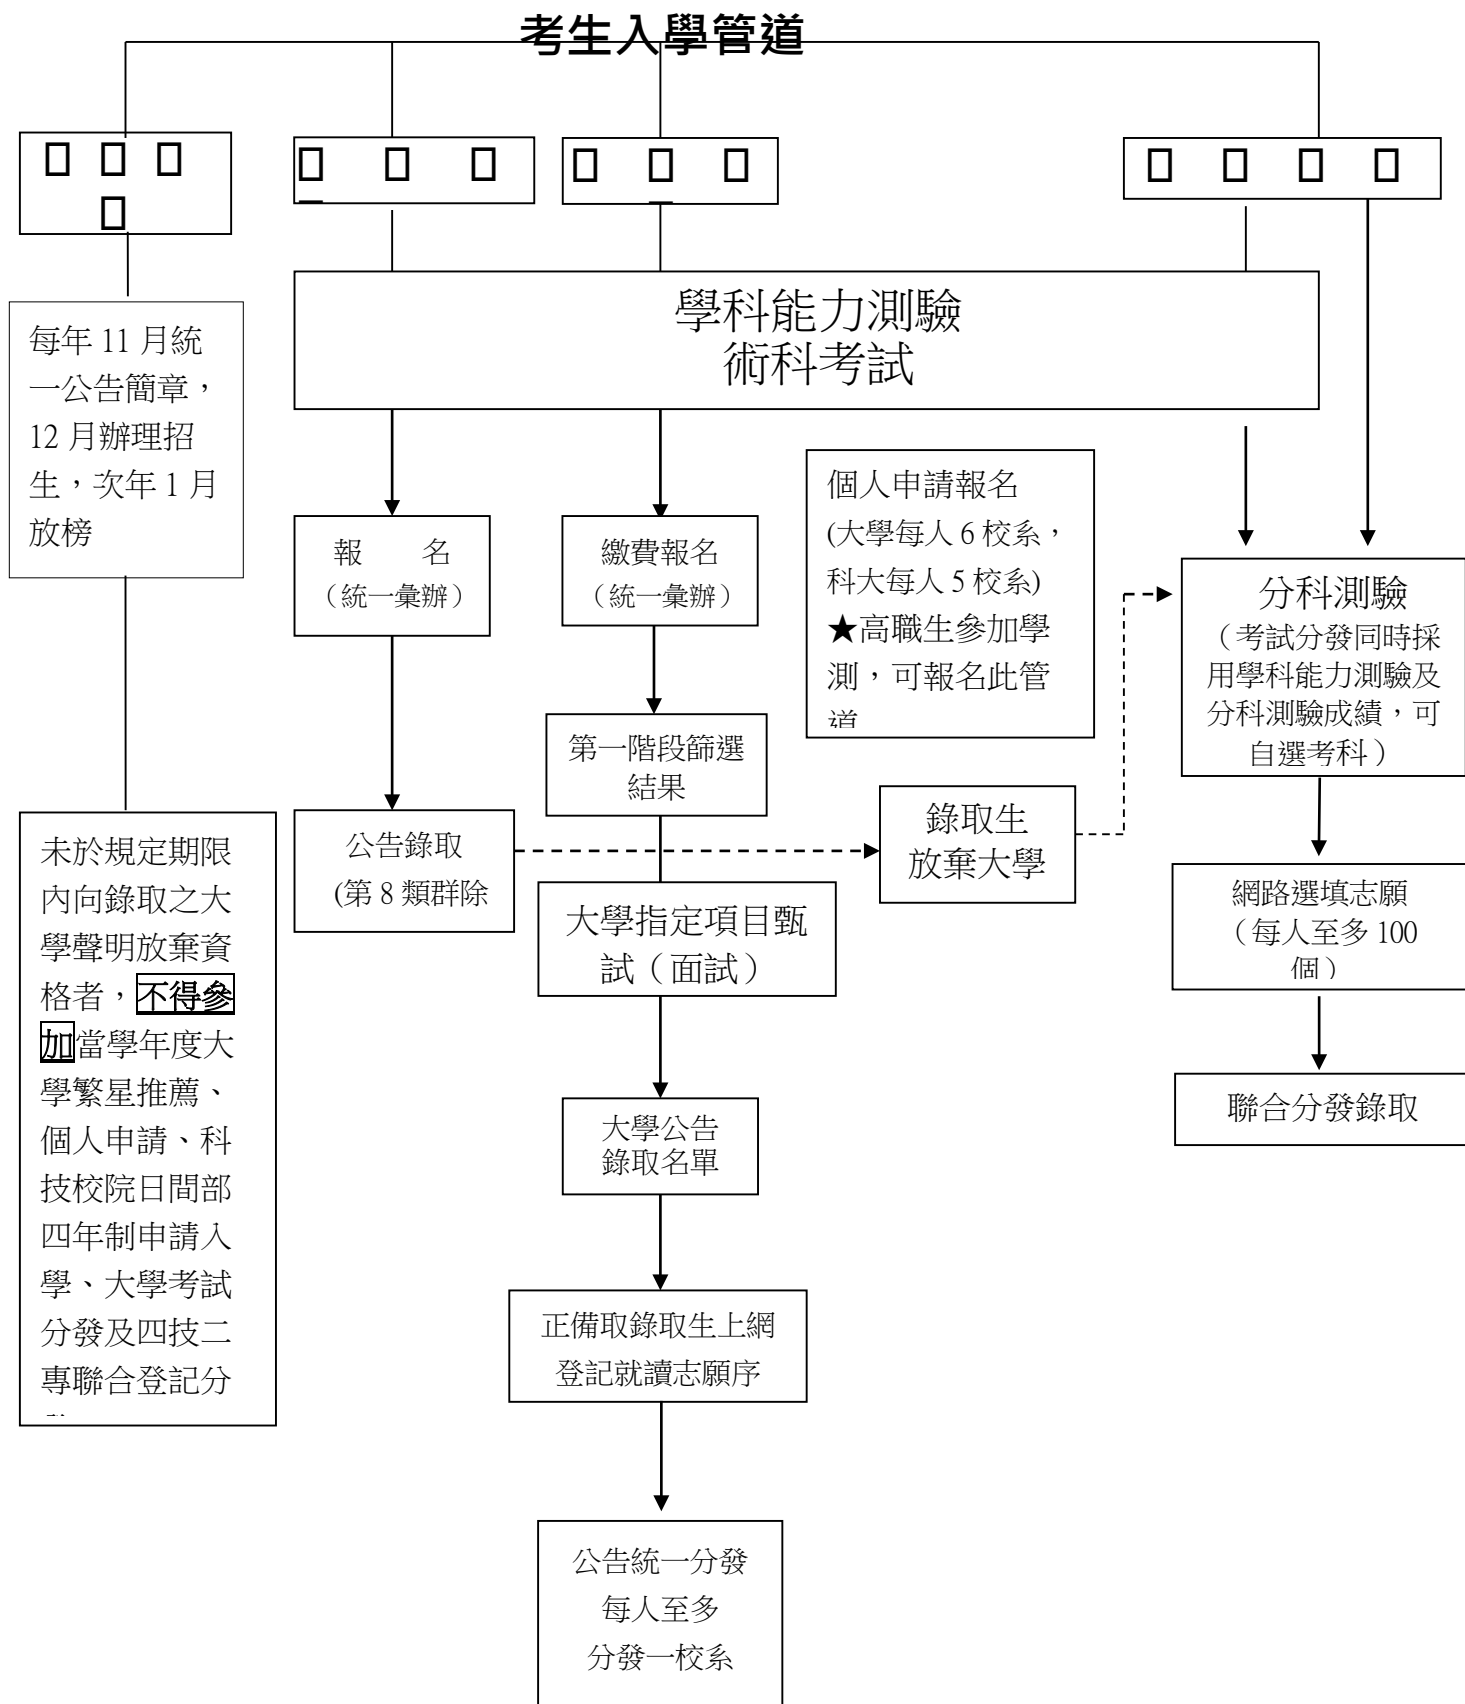 考生入學管道
學科能力測驗
術科考試
每年 11 月統
一公告簡章，
12 月辦理招
生，次年 1 月
放榜
報　　名
（統一彙辦）
繳費報名
（統一彙辦）
個人申請報名
(大學每人 6 校系，
科大每人 5 校系)
★高職生參加學
測，可報名此管
道
分科測驗
（考試分發同時採
用學科能力測驗及
分科測驗成績，可
自選考科）
第一階段篩選
結果
公告錄取
(第 8 類群除
錄取生
放棄大學
未於規定期限
內向錄取之大
學聲明放棄資
格者，不得參
加當學年度大
學繁星推薦、
個人申請、科
技校院日間部
四年制申請入
學、大學考試
分發及四技二
專聯合登記分
大學指定項目甄
試（面試）
網路選填志願
（每人至多 100
個）
大學公告
錄取名單
聯合分發錄取
正備取錄取生上網
登記就讀志願序
公告統一分發
每人至多
分發一校系